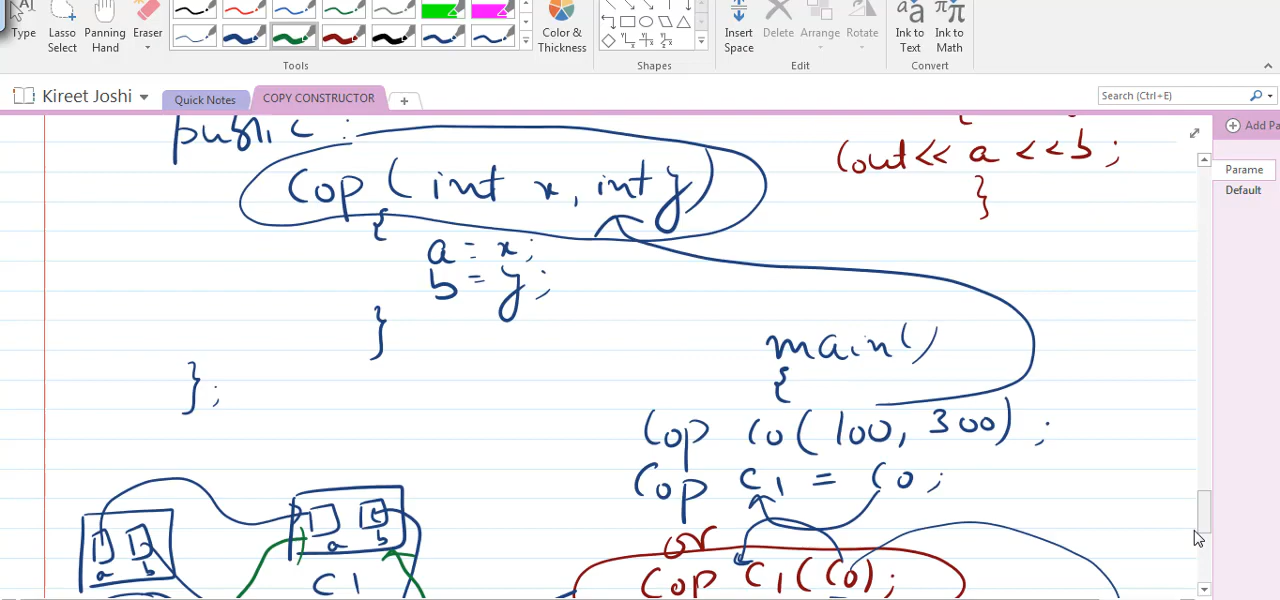 Type
Lasso Select
Panning Hand
Eraser
Color & Thickness
Insert Space
Delete
Arrange
Rotate
Ink to Text
Ink to Math
Tools
Shapes
Edit
Convert
Kireet Joshi
Quick Notes
COPY CONSTRUCTOR
Search (Ctrl+E)
Add Pa
Parame
Default
public :
Cop ( int x, int y )
{
a = x;
b = y;
}
};
Cout<< a <<b;
}
main()
{
Cop C0(100, 300);
Cop C1 = C0;
or
Cop C1(C0);
a b
a b
C1